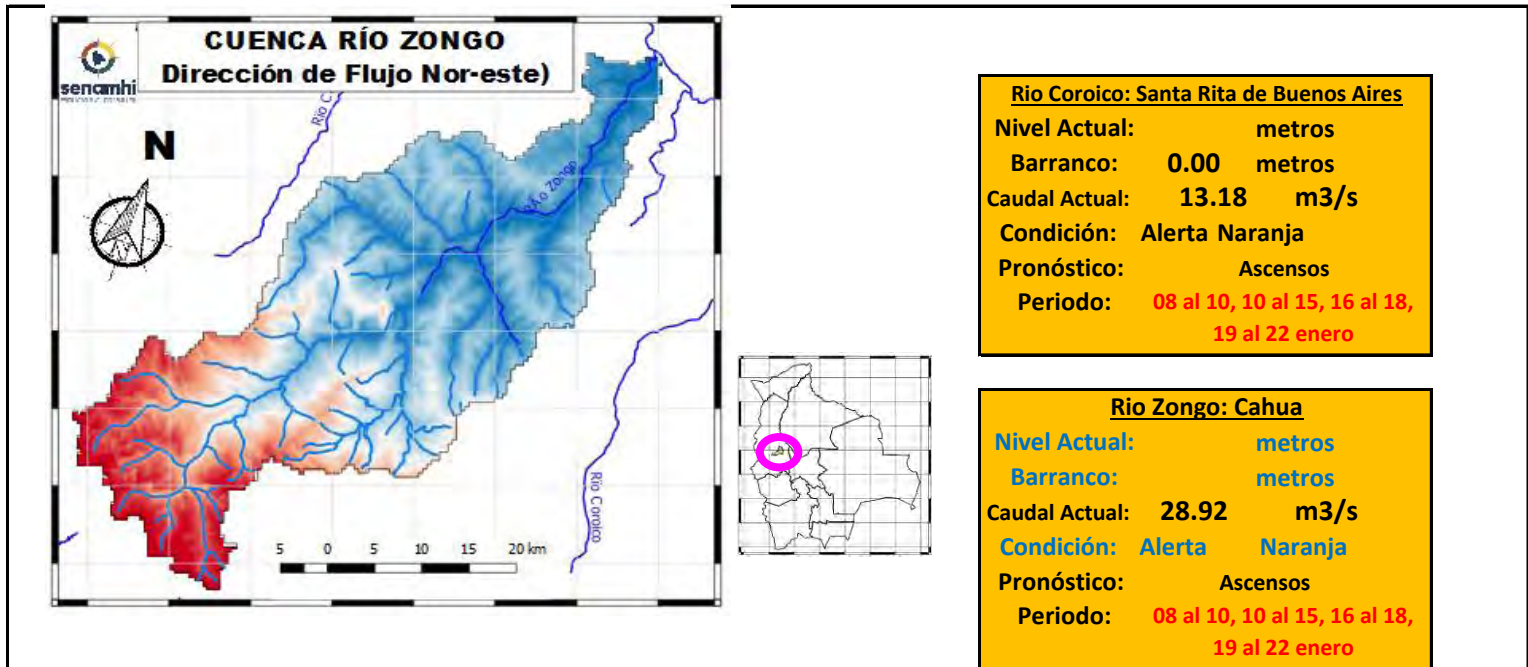 CUENCA RÍO ZONGO
Dirección de Flujo Nor-este)
senamhi
Río C
N
Río Zongo
Río Coroico
5 0 5 10 15 20 km
Rio Coroico: Santa Rita de Buenos Aires
Nivel Actual: metros
Barranco: 0.00 metros
Caudal Actual: 13.18 m3/s
Condición: Alerta Naranja
Pronóstico: Ascensos
Periodo: 08 al 10, 10 al 15, 16 al 18,
19 al 22 enero
Rio Zongo: Cahua
Nivel Actual: metros
Barranco: metros
Caudal Actual: 28.92 m3/s
Condición: Alerta Naranja
Pronóstico: Ascensos
Periodo: 08 al 10, 10 al 15, 16 al 18,
19 al 22 enero